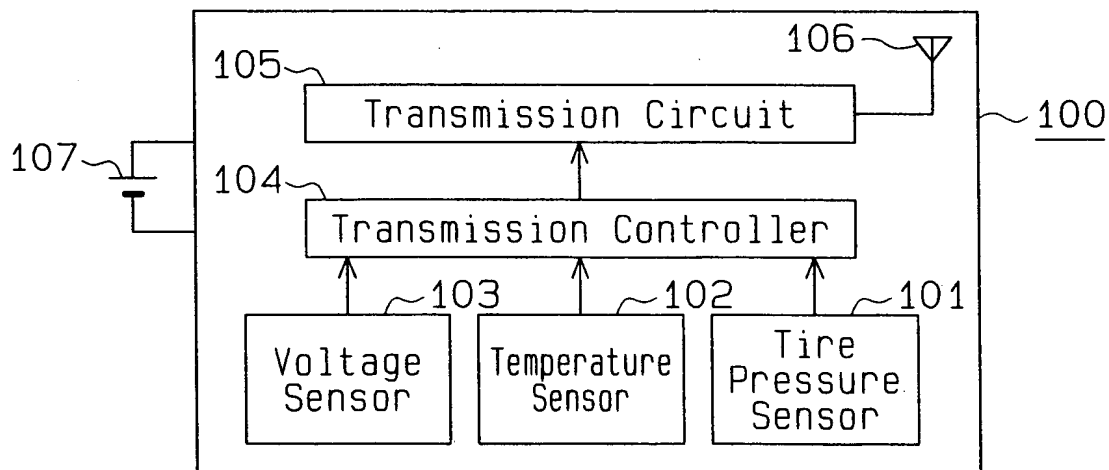 106
105
Transmission Circuit
100
107
104
Transmission Controller
103
102
101
Voltage
Sensor
Temperature
Sensor
Tire
Pressure
Sensor